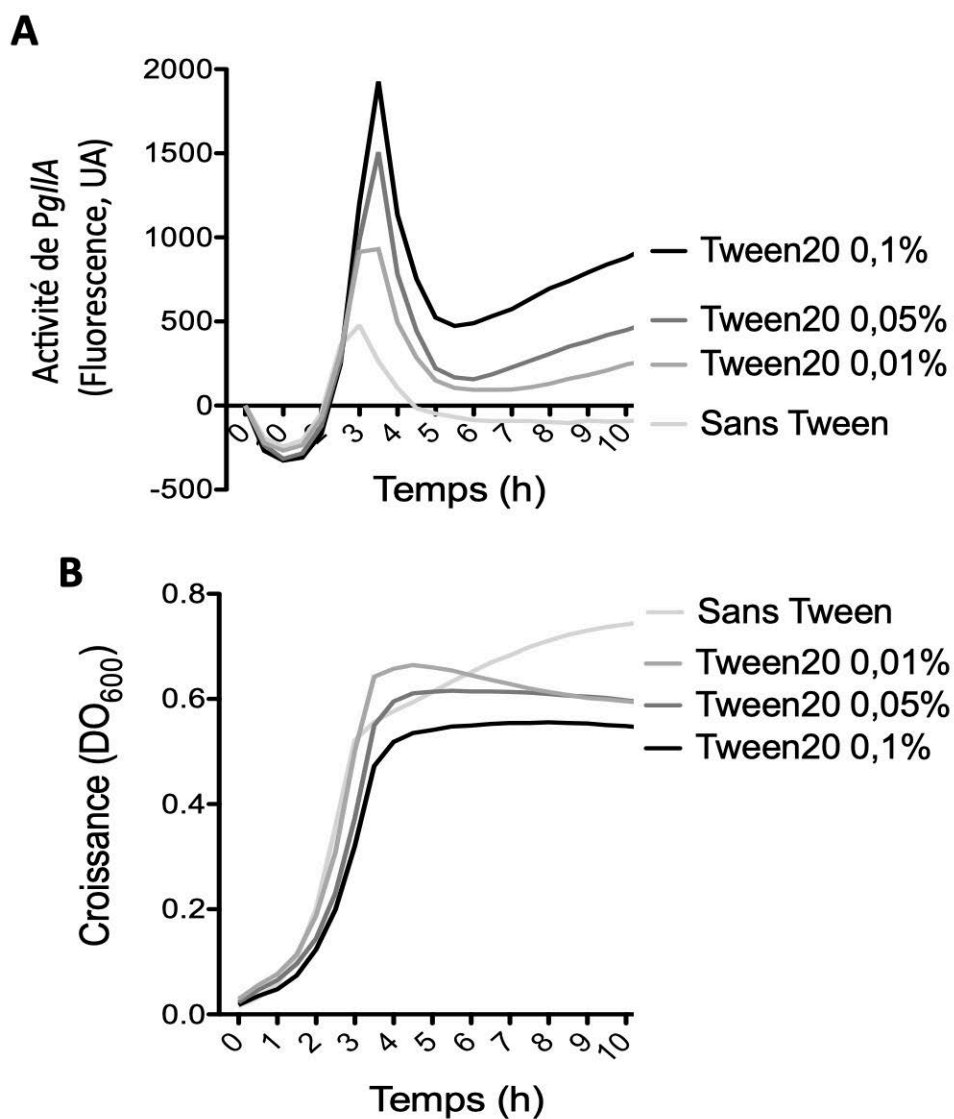 A
Activité de PglIA
(Fluorescence, UA)
2000
1500
1000
500
0
-500
0
1
2
3
4
5
6
7
8
9
10
Temps (h)
Tween20 0,1%
Tween20 0,05%
Tween20 0,01%
Sans Tween
B
Croissance (DO600)
0.8
0.6
0.4
0.2
0.0
0
1
2
3
4
5
6
7
8
9
10
Temps (h)
Sans Tween
Tween20 0,01%
Tween20 0,05%
Tween20 0,1%